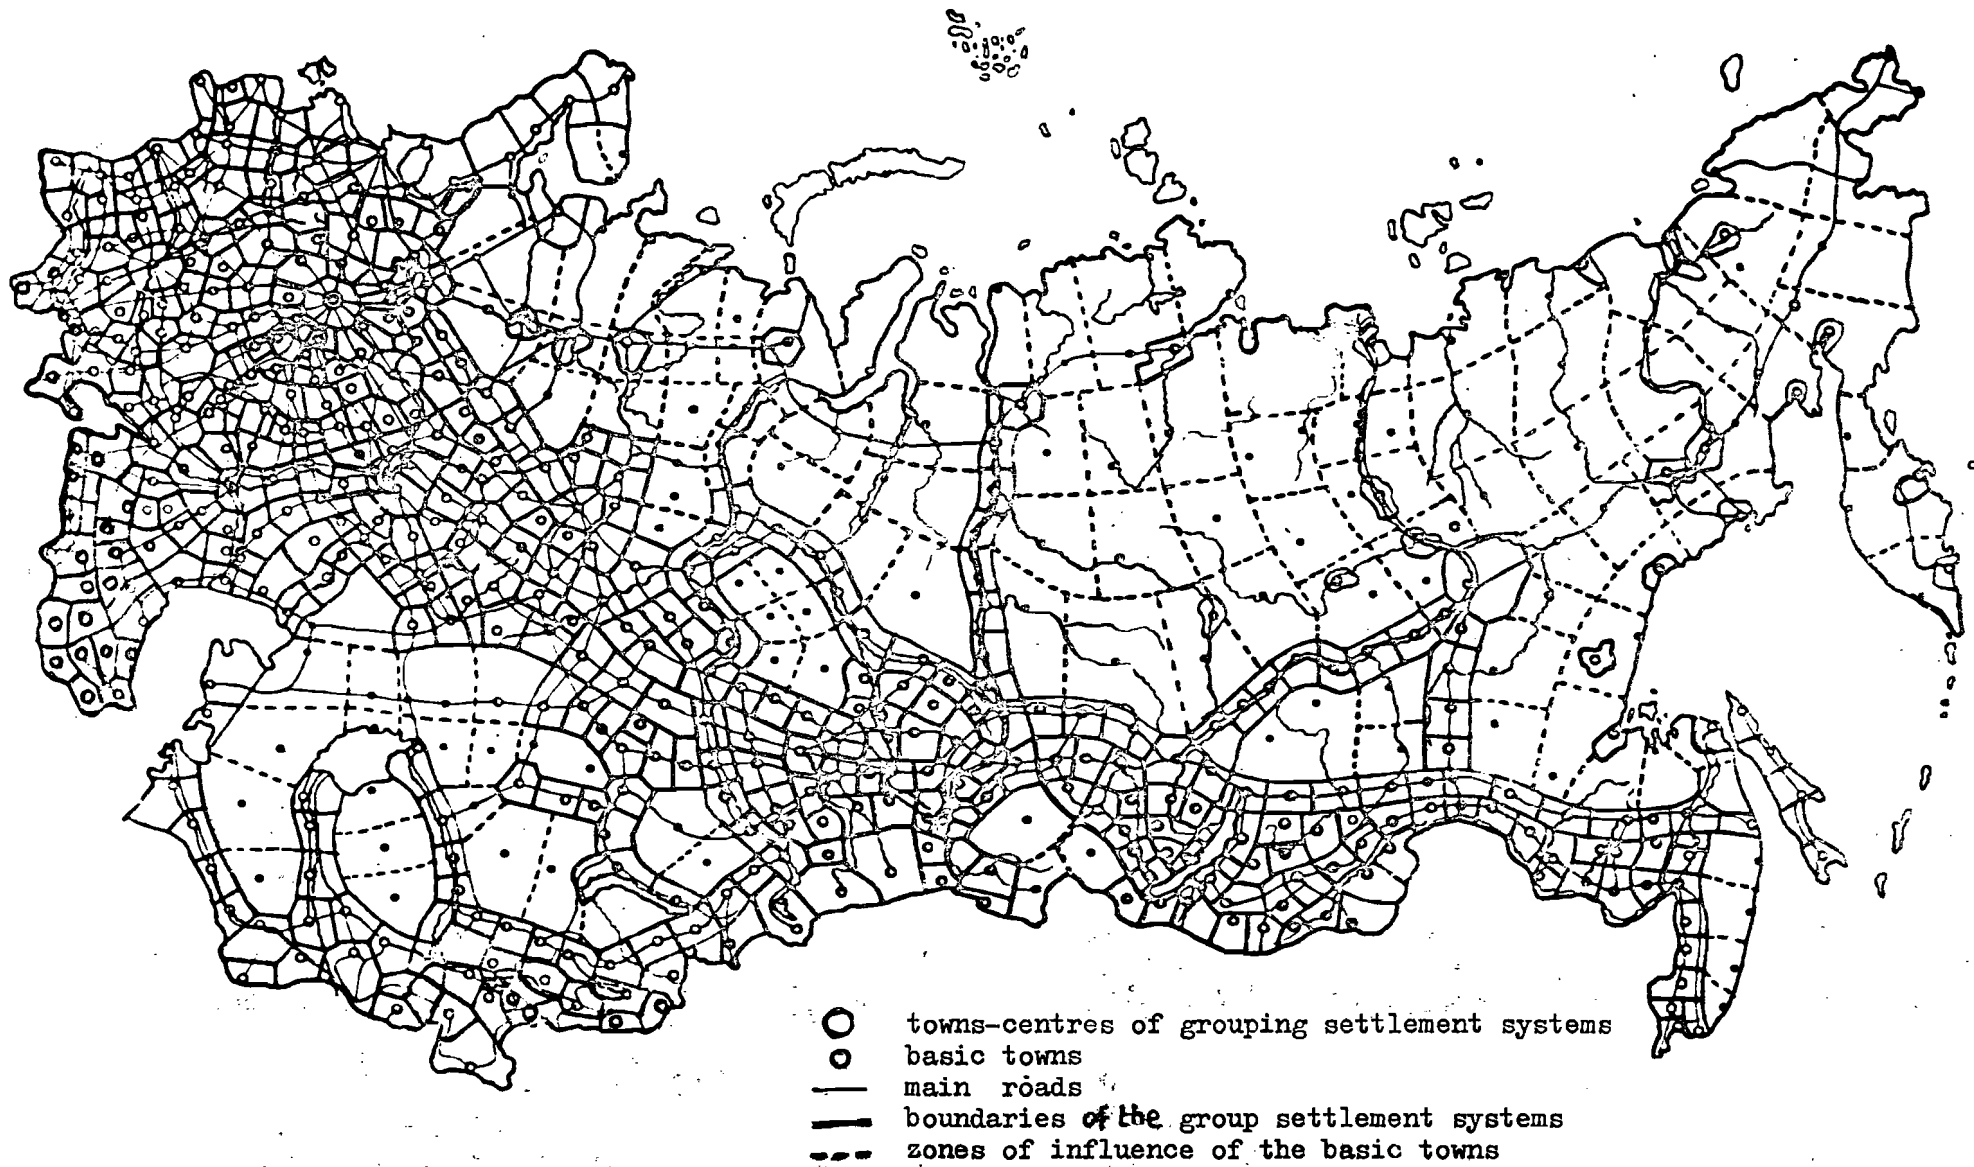 towns-centres of grouping settlement systems
basic towns
main roads
boundaries of the group settlement systems
zones of influence of the basic towns